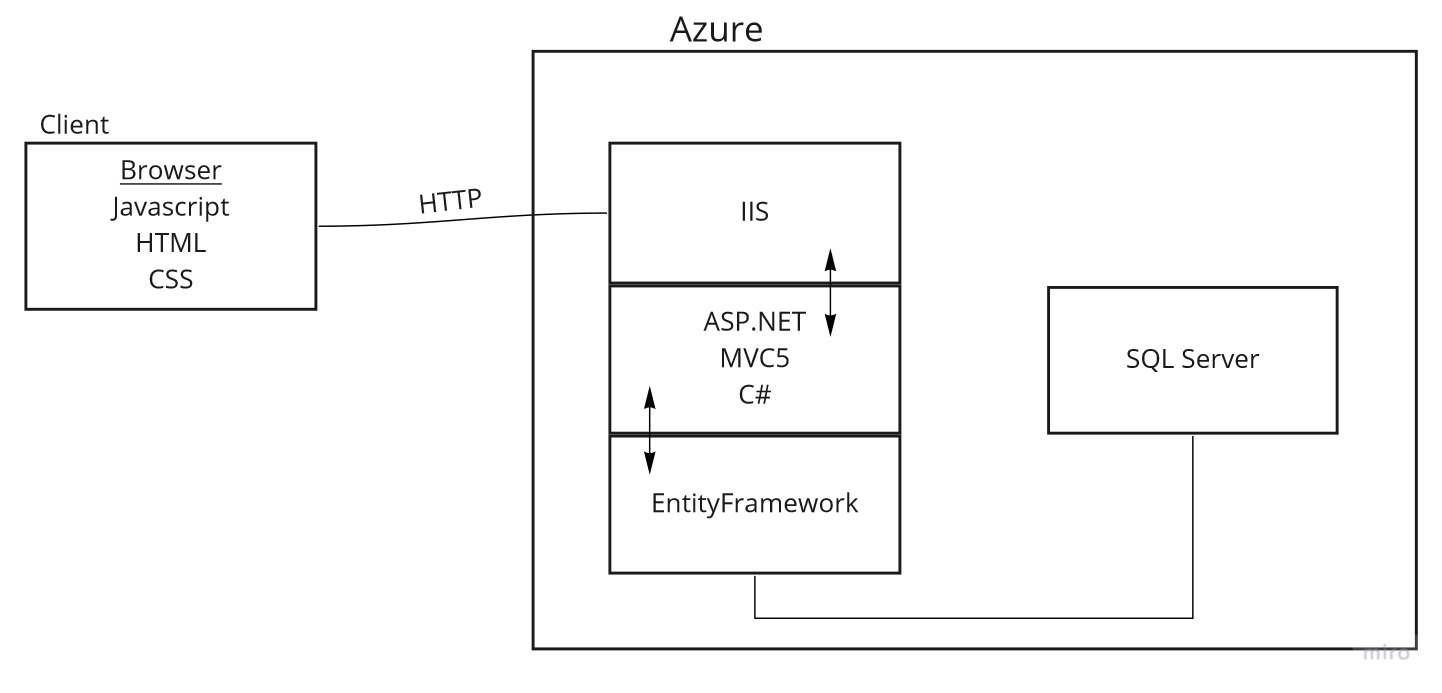 Azure
Client
Browser
Javascript
HTML
CSS
HTTP
IIS
ASP.NET
MVC5
C#
EntityFramework
SQL Server
miro